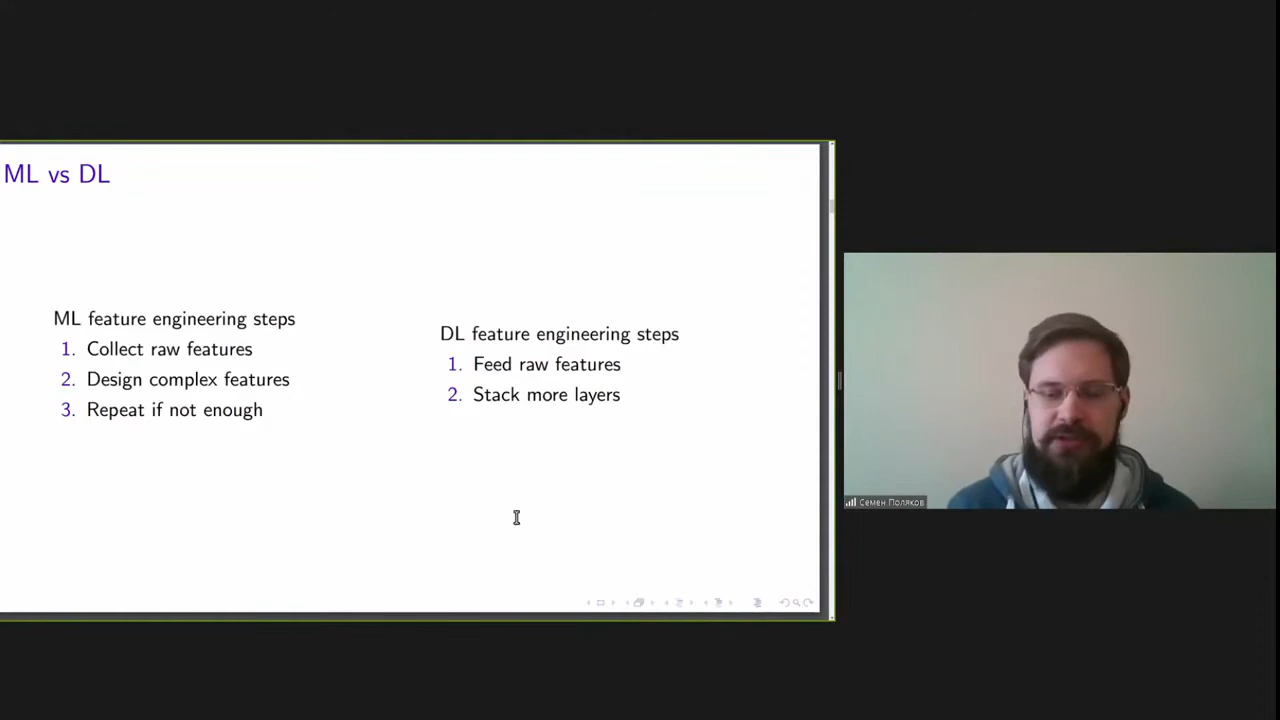 ML vs DL
ML feature engineering steps
1. Collect raw features
2. Design complex features
3. Repeat if not enough
DL feature engineering steps
1. Feed raw features
2. Stack more layers
Семен Поляков